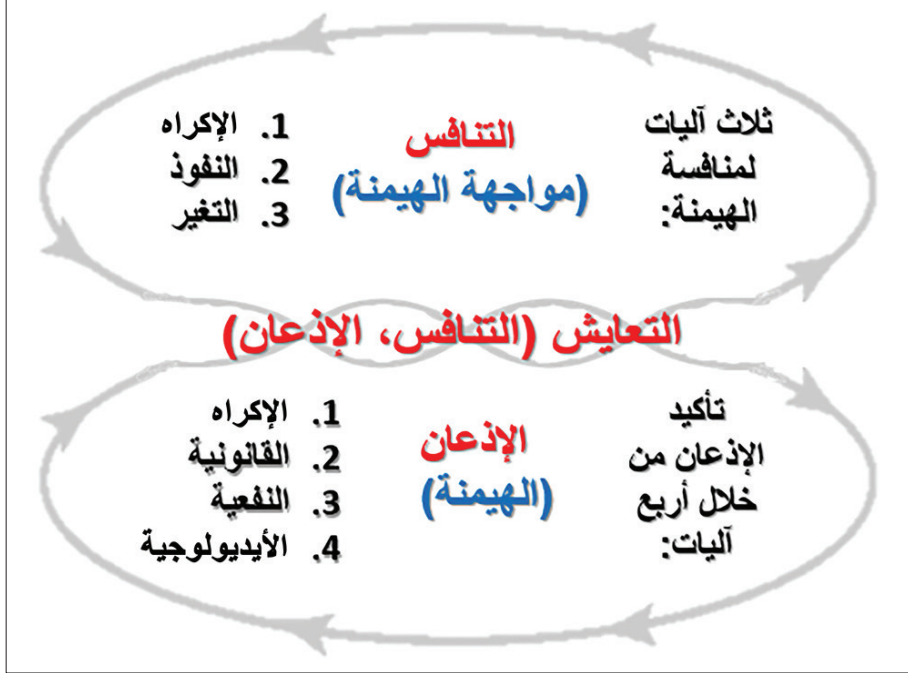 ثلاث آليات
لمنافسة
الهيمنة:
التنافس
(مواجهة الهيمنة)
1. الإكراه
2. النفوذ
3. التغير
التعايش (التنافس، الإذعان)
تأكيد
الإذعان من
خلال أربع
آليات:
الإذعان
(الهيمنة)
1. الإكراه
2. القانونية
3. النفعية
4. الأيديولوجية